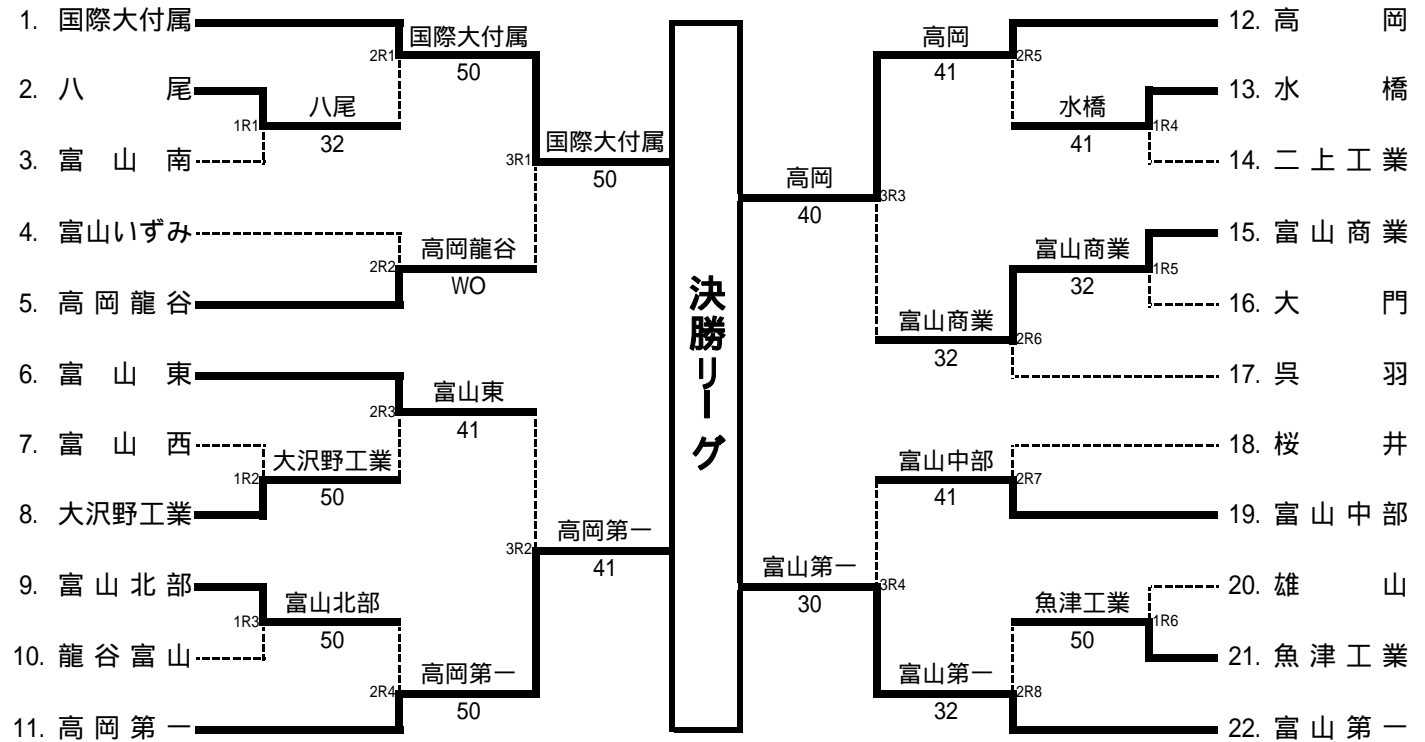 1. 国際大付属
2. 八尾
3. 富山南
4. 富山いずみ
5. 高岡龍谷
6. 富山東
7. 富山西
8. 大沢野工業
9. 富山北部
10. 龍谷富山
11. 高岡第一
1R1
八尾
32
1R2
大沢野工業
50
1R3
富山北部
50
2R1
国際大付属
50
2R2
高岡龍谷
WO
2R3
富山東
41
2R4
高岡第一
50
3R1
国際大付属
50
3R2
高岡第一
41
決勝リーグ
高岡
40
3R3
富山第一
30
3R4
高岡
41
2R5
富山商業
32
2R6
富山中部
41
2R7
富山第一
32
2R8
水橋
41
1R4
富山商業
32
1R5
魚津工業
50
1R6
12. 高岡
13. 水橋
14. 二上工業
15. 富山商業
16. 大門
17. 呉羽
18. 桜井
19. 富山中部
20. 雄山
21. 魚津工業
22. 富山第一